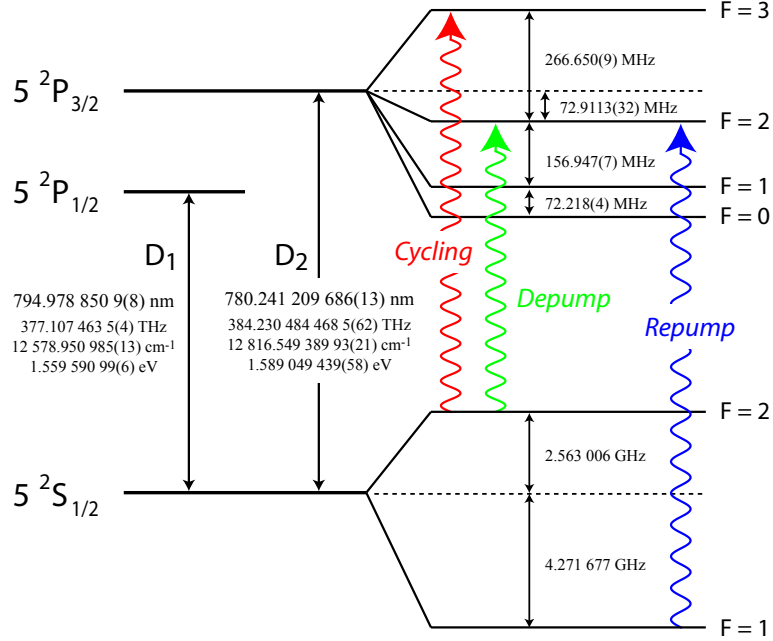 F = 3
266.650(9) MHz
5 ²P₃/₂
72.9113(32) MHz
F = 2
156.947(7) MHz
5 ²P₁/₂
F = 1
72.218(4) MHz
F = 0
D₁
D₂
Cycling
794.978 850 9(8) nm
377.107 463 5(4) THz
12 578.950 985(13) cm⁻¹
1.559 590 99(6) eV
780.241 209 686(13) nm
384.230 484 468 5(62) THz
12 816.549 389 93(21) cm⁻¹
1.589 049 439(58) eV
Depump
Repump
F = 2
2.563 006 GHz
5 ²S₁/₂
4.271 677 GHz
F = 1